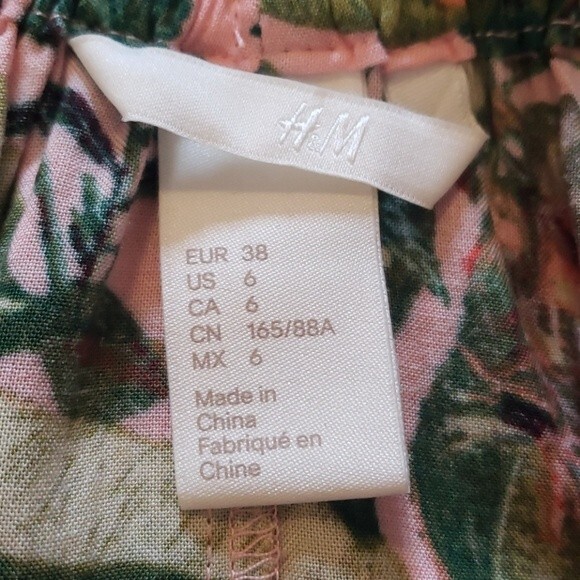 H&M
EUR 38
US 6
CA 6
CN 165/88A
MX 6
Made in
China
Fabriqué en
Chine